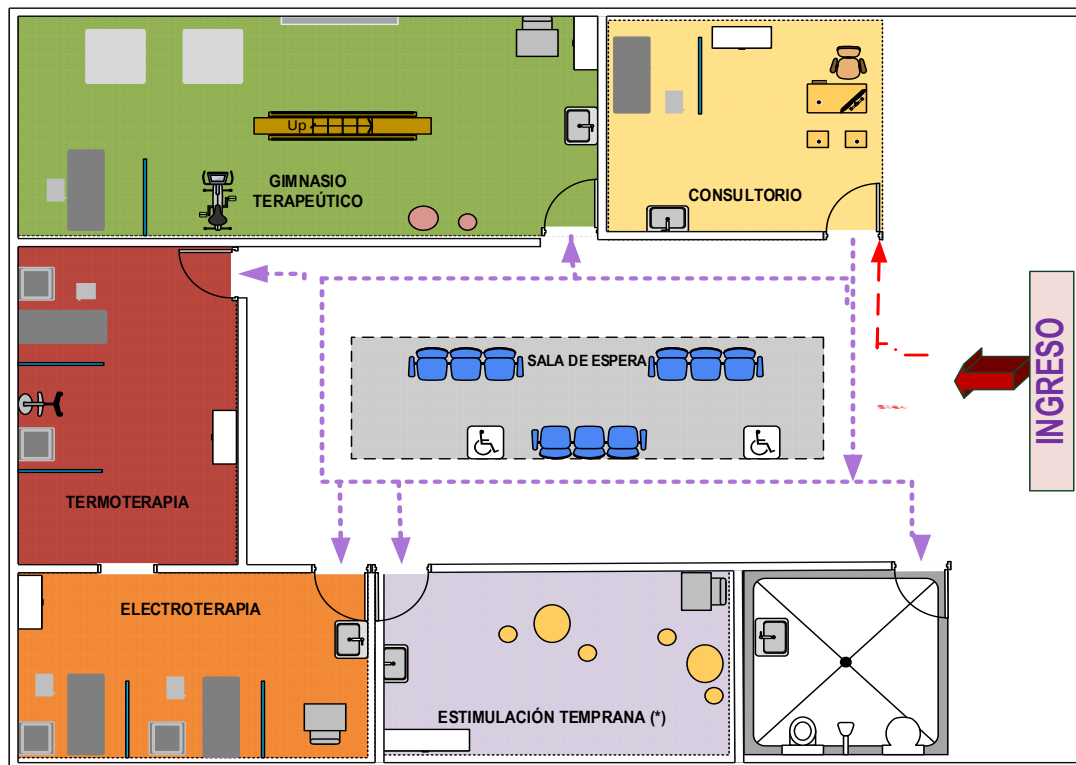 Up
GIMNASIO
TERAPEÚTICO
CONSULTORIO
SALA DE ESPERA
INGRESO
TERMOTERAPIA
ELECTROTERAPIA
ESTIMULACIÓN TEMPRANA (*)